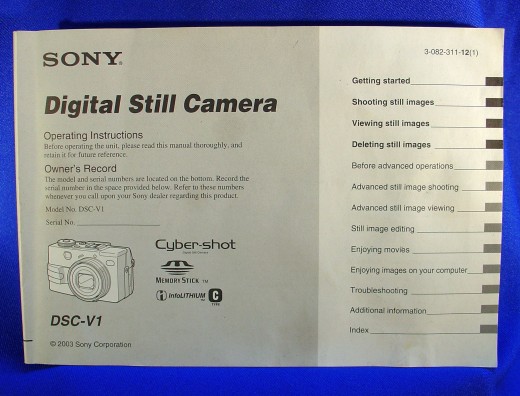 SONY®
Digital Still Camera
Operating Instructions
Before operating the unit, please read this manual thoroughly, and
retain it for future reference.
Owner's Record
The model and serial numbers are located on the bottom. Record the
serial number in the space provided below. Refer to these numbers
whenever you call upon your Sony dealer regarding this product.
Model No. DSC-V1
Serial No.
Cyber-shot
Digital Still Camera
MEMORY STICK TM
InfoLITHIUM C
TYPE
DSC-V1
© 2003 Sony Corporation
3-082-311-12(1)
Getting started
Shooting still images
Viewing still images
Deleting still images
Before advanced operations
Advanced still image shooting
Advanced still image viewing
Still image editing
Enjoying movies
Enjoying images on your computer
Troubleshooting
Additional information
Index